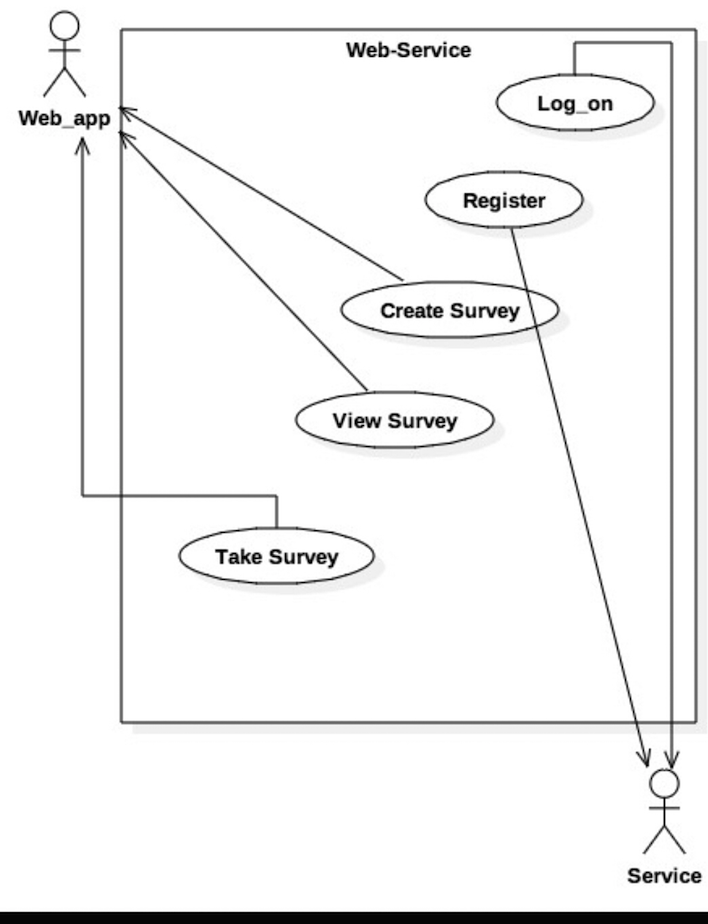 Web-Service
Log_on
Web_app
Register
Create Survey
View Survey
Take Survey
Service